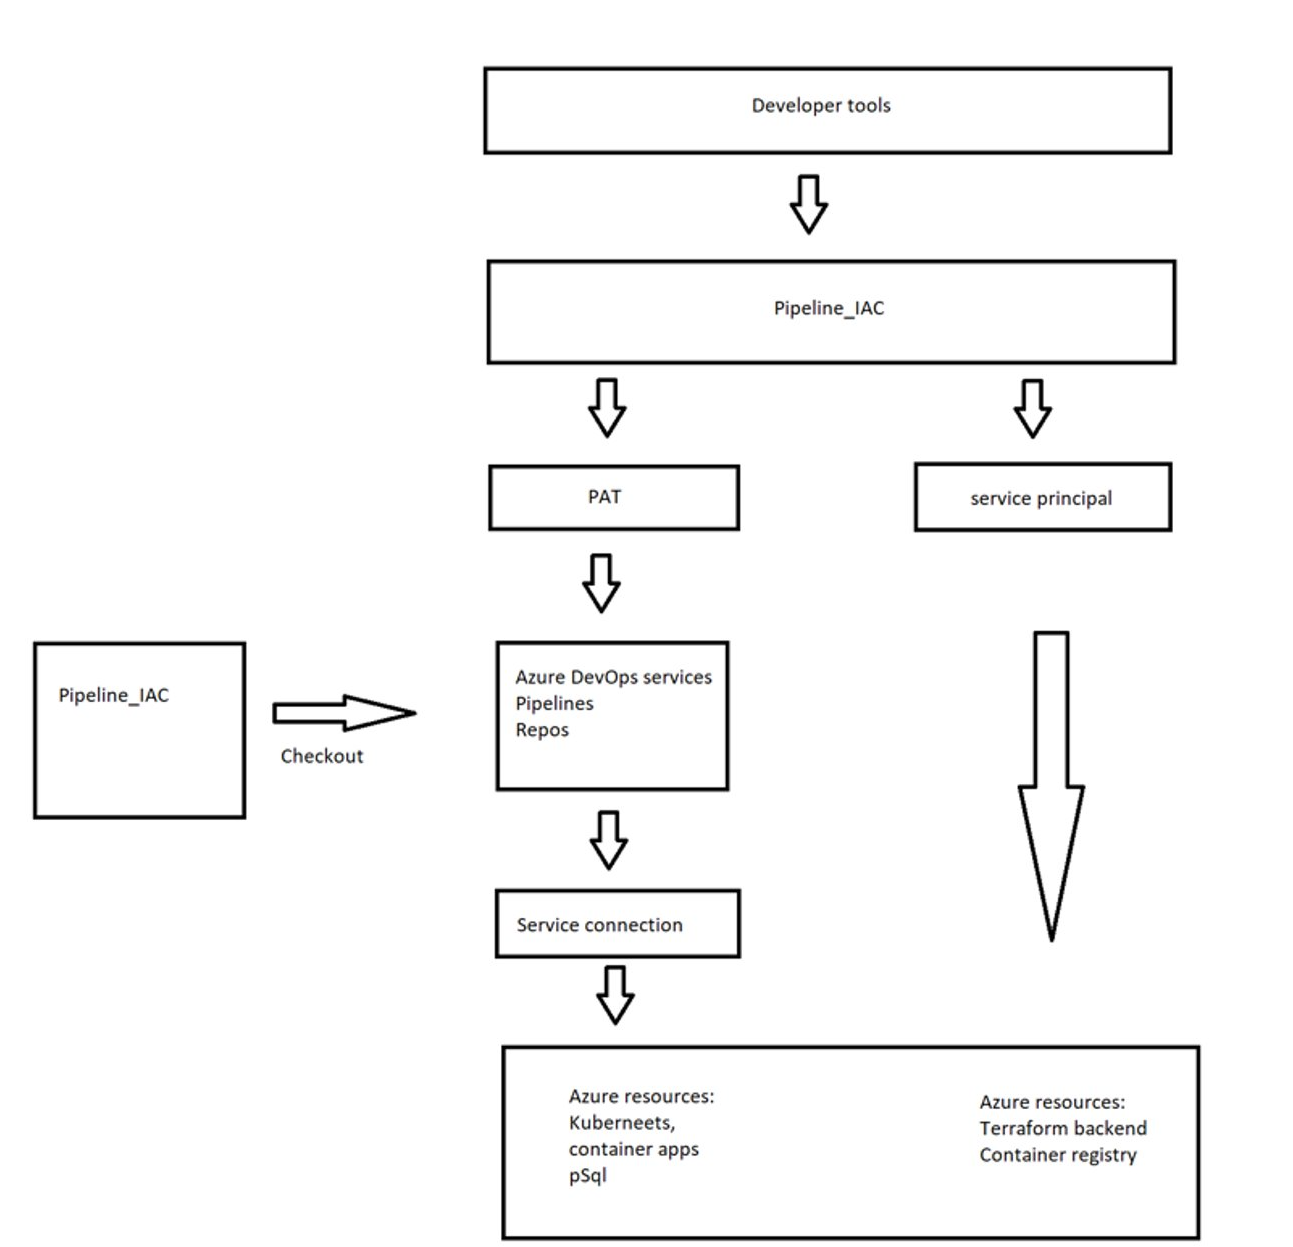 Developer tools
Pipeline_IAC
PAT
service principal
Pipeline_IAC
Checkout
Azure DevOps services
Pipelines
Repos
Service connection
Azure resources:
Kuberneets,
container apps
pSql
Azure resources:
Terraform backend
Container registry